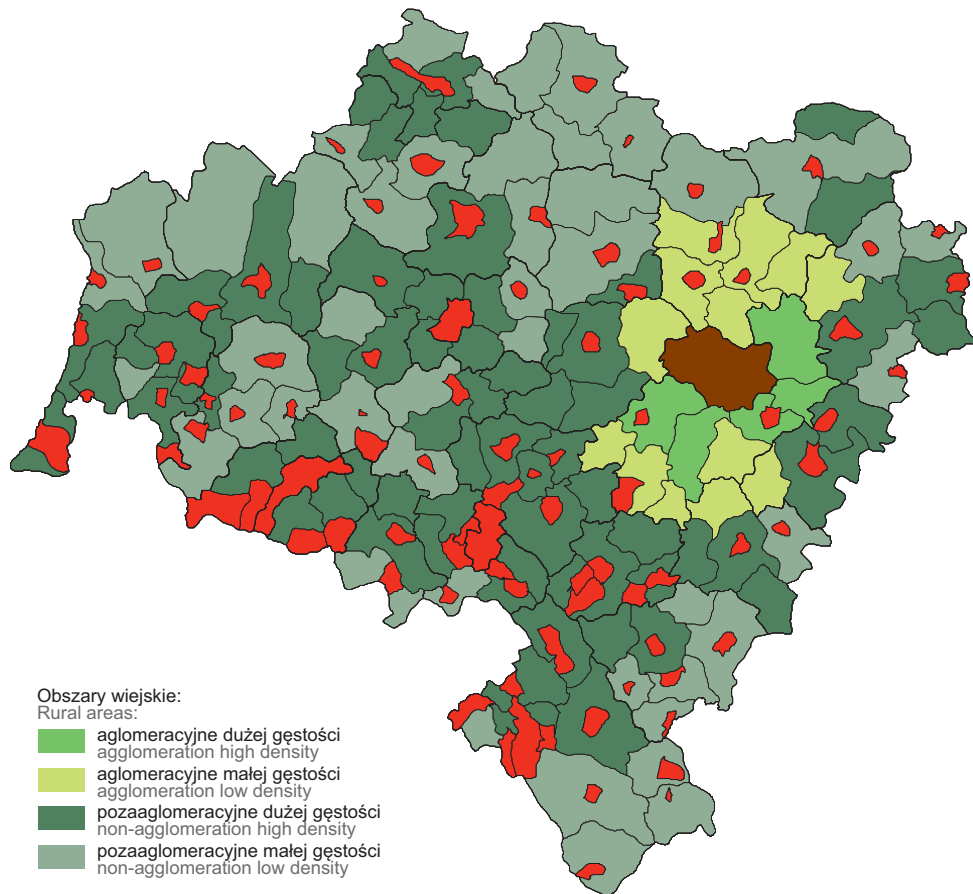 Obszary wiejskie:
Rural areas:
aglomeracyjne dużej gęstości
agglomeration high density
aglomeracyjne małej gęstości
agglomeration low density
pozaaglomeracyjne dużej gęstości
non-agglomeration high density
pozaaglomeracyjne małej gęstości
non-agglomeration low density